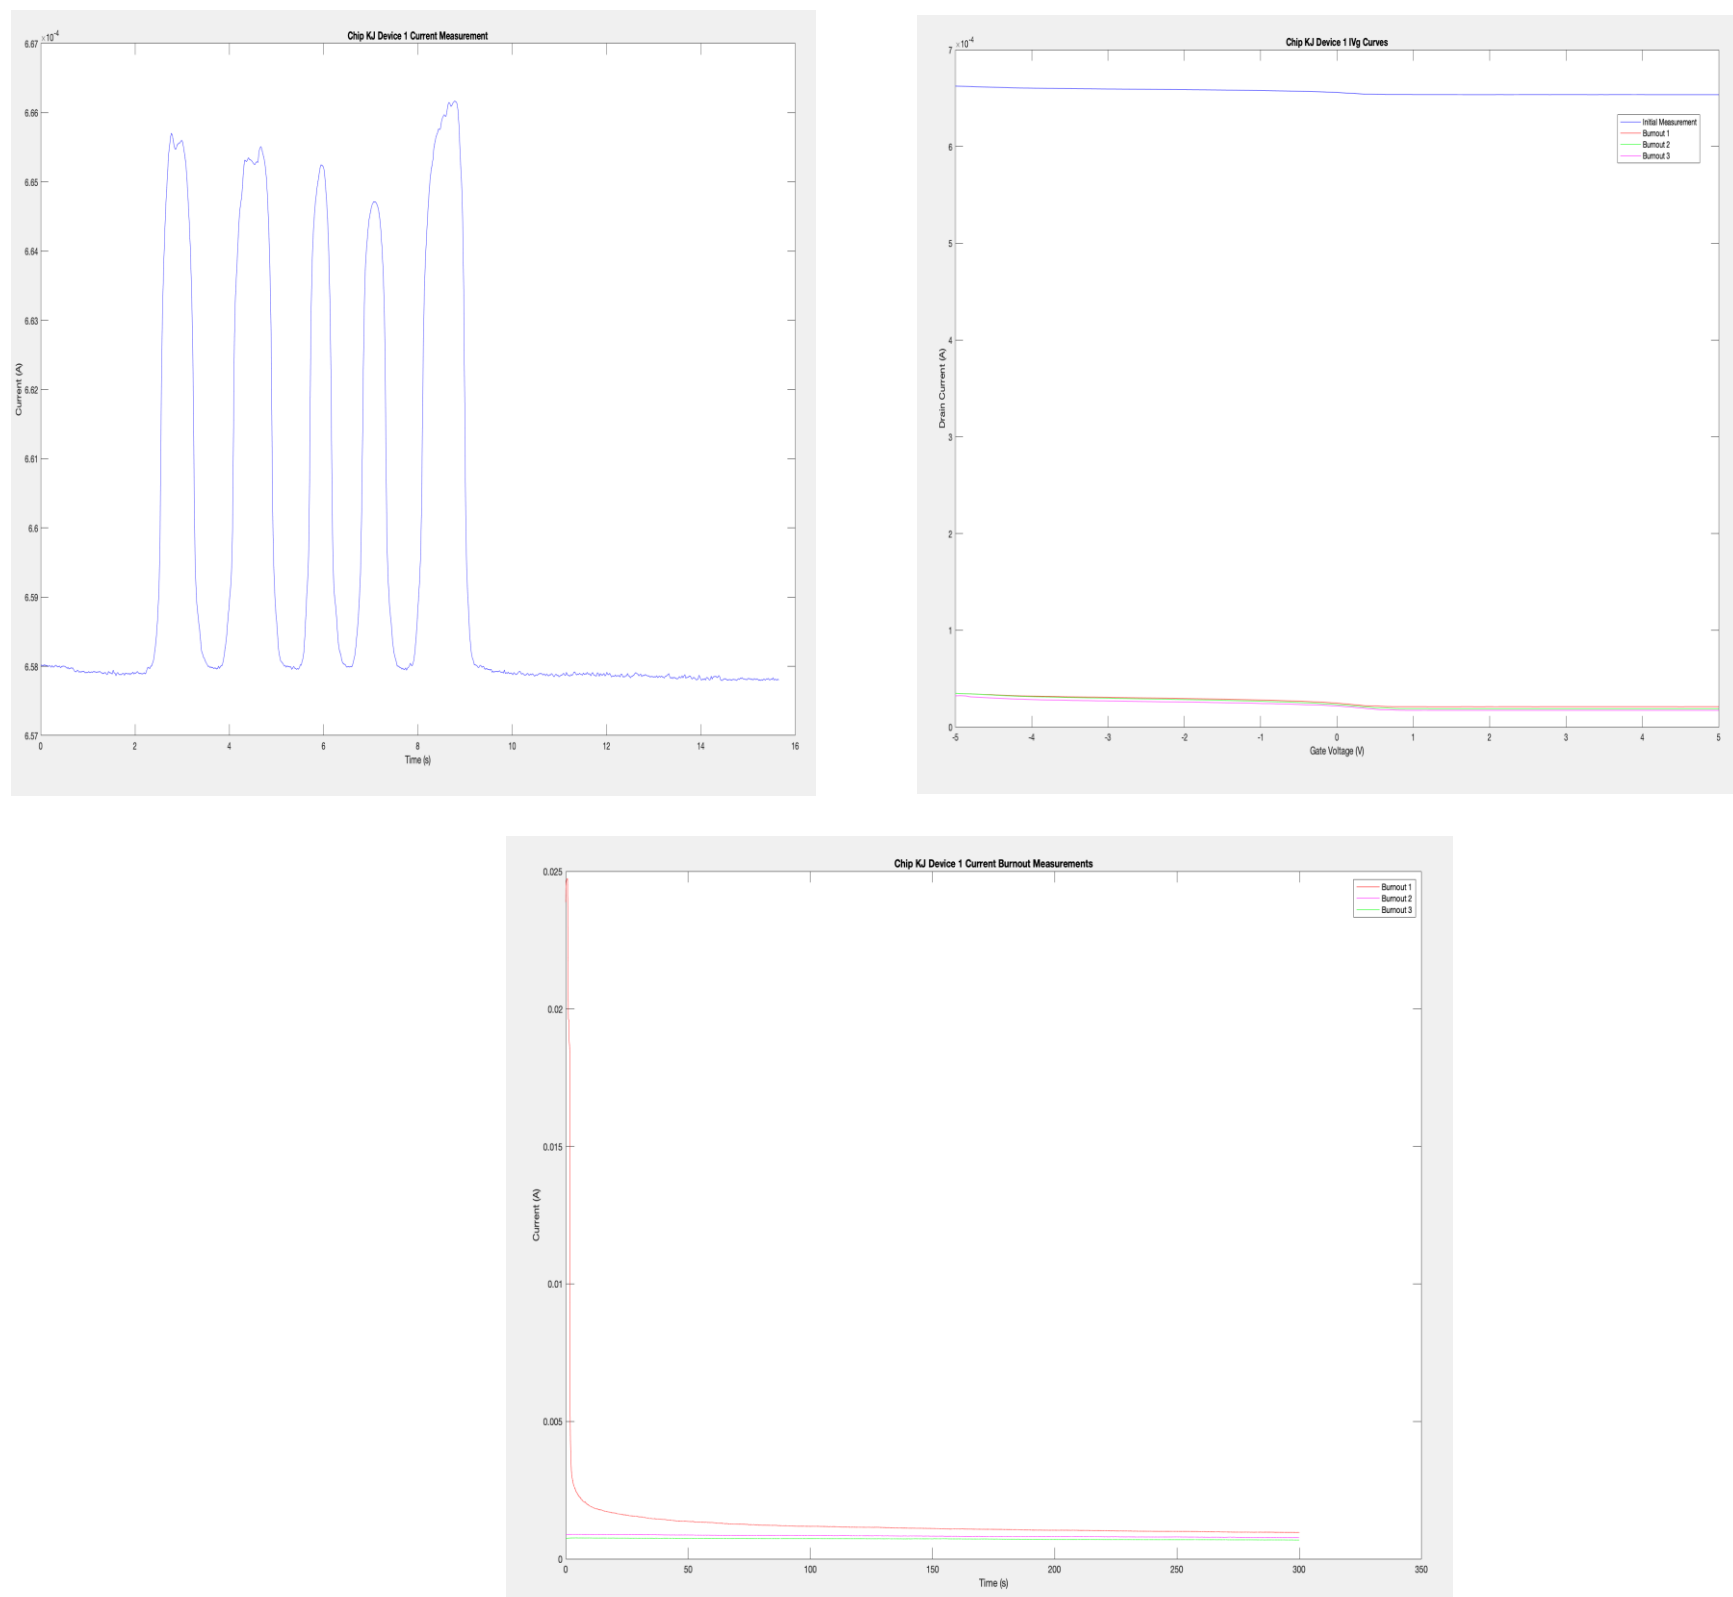 Chip KJ Device 1 Current Measurement
×10-4
6.67
6.66
6.65
6.64
6.63
6.62
6.61
6.6
6.59
6.58
6.57
Current (A)
0 2 4 6 8 10 12 14 16
Time (s)
Chip KJ Device 1 IVg Curves
×10-4
7
6
5
4
3
2
1
0
Drain Current (A)
Initial Measurement
Burnout 1
Burnout 2
Burnout 3
-5 -4 -3 -2 -1 0 1 2 3 4 5
Gate Voltage (V)
Chip KJ Device 1 Current Burnout Measurements
0.025
0.02
0.015
0.01
0.005
0
Current (A)
Burnout 1
Burnout 2
Burnout 3
0 50 100 150 200 250 300 350
Time (s)